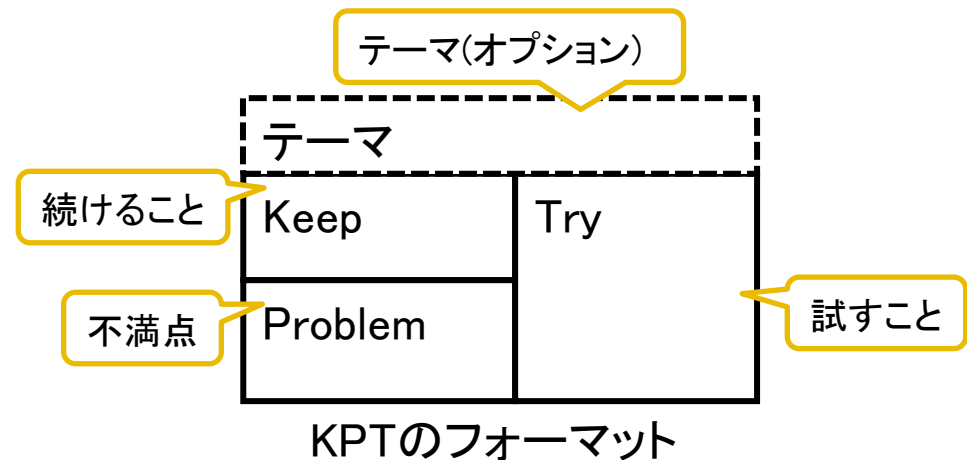 テーマ(オプション)
テーマ
続けること
Keep
Try
不満点
Problem
試すこと
KPTのフォーマット